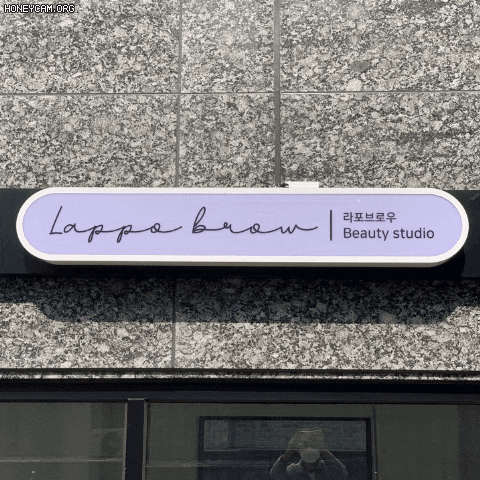 HONEYCAM.ORG
Lappo brow
라포브로우
Beauty studio